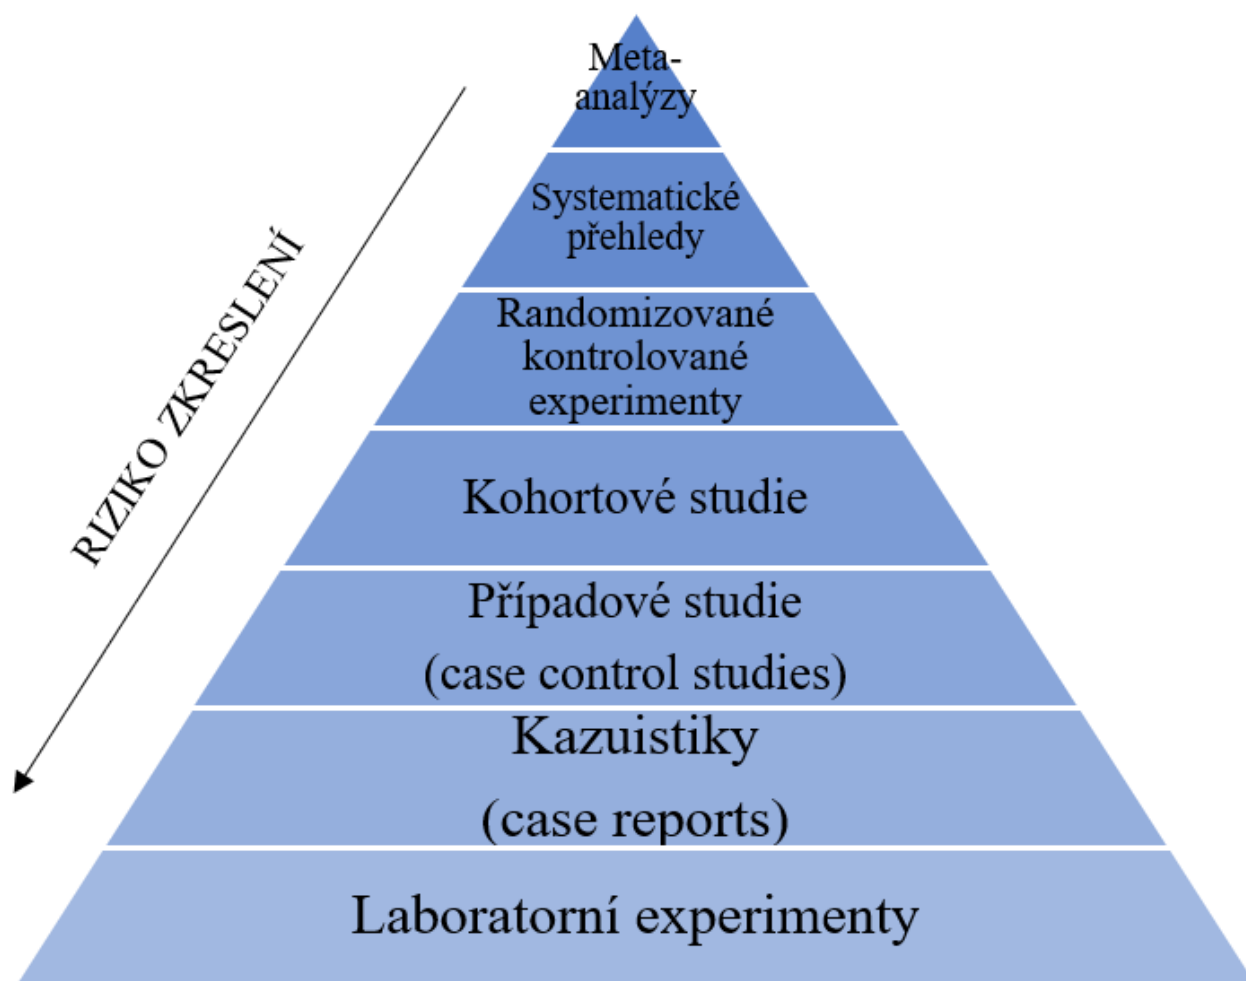 Meta-
analýzy
Systematické
přehledy
Randomizované
kontrolované
experimenty
Kohortové studie
Případové studie
(case control studies)
Kazuistiky
(case reports)
Laboratorní experimenty
RIZIKO ZKRESLENÍ